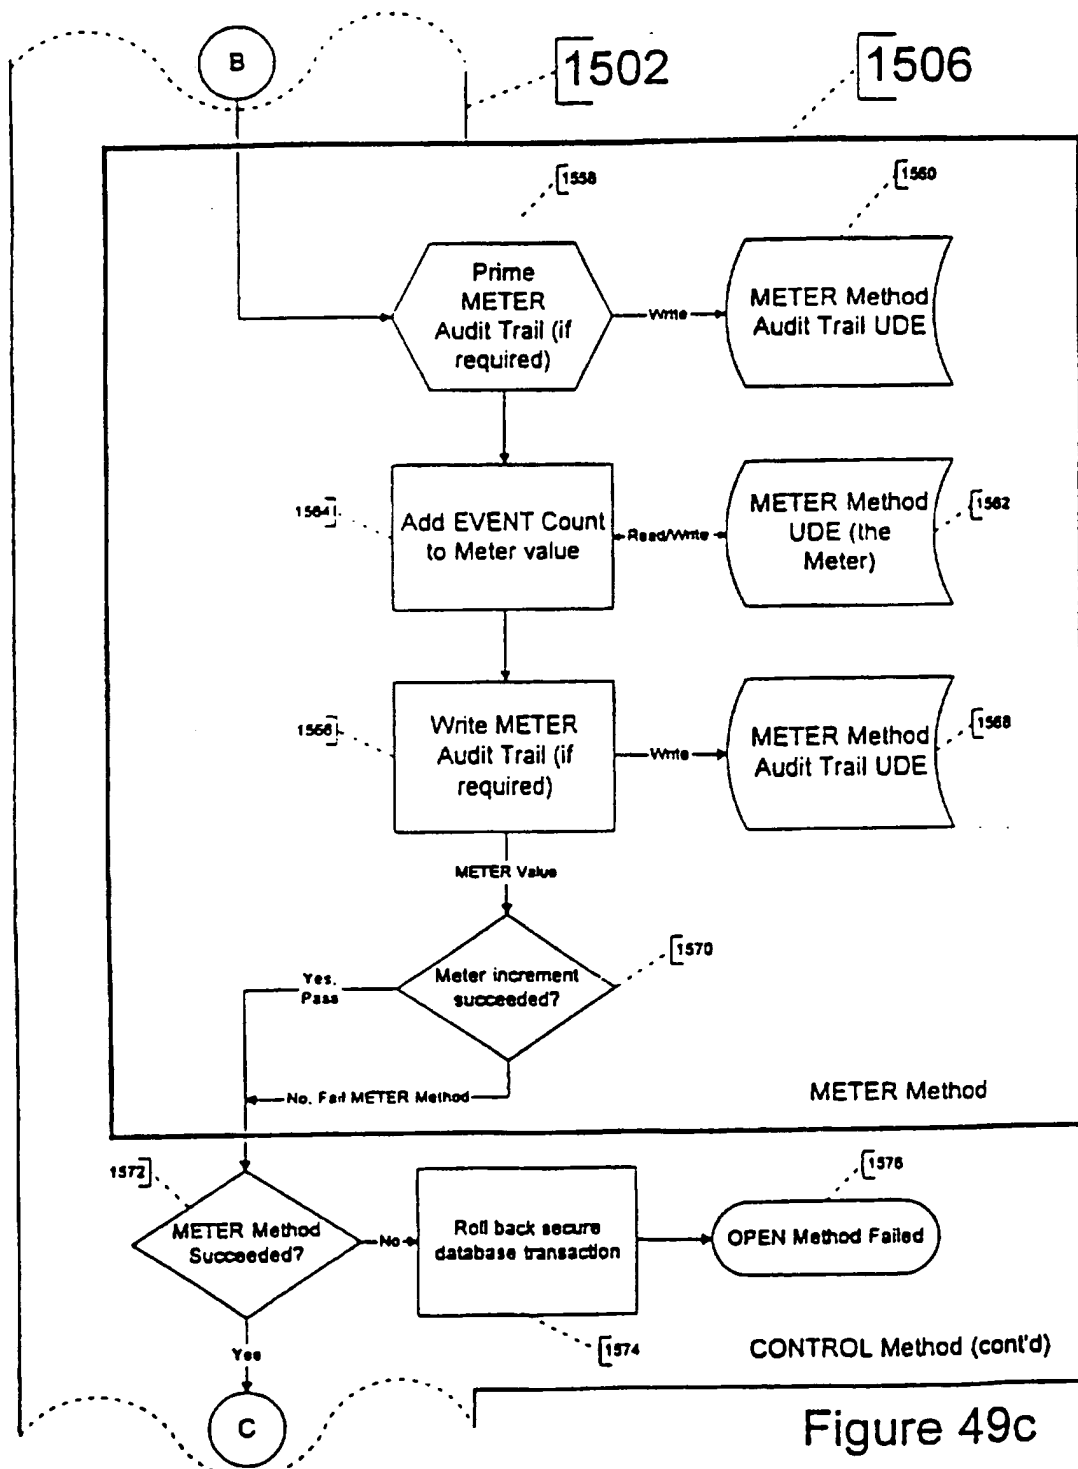 B
1502
1506
1558
1560
Prime
METER
Audit Trail (if
required)
Write
METER Method
Audit Trail UDE
1564
Add EVENT Count
to Meter value
Read/Write
METER Method
UDE (the
Meter)
1562
1566
Write METER
Audit Trail (if
required)
Write
METER Method
Audit Trail UDE
1568
METER Value
Meter increment
succeeded?
1570
Yes,
Pass
No, Fail METER Method
METER Method
1572
METER Method
Succeeded?
No
Roll back secure
database transaction
1574
OPEN Method Failed
1576
Yes
CONTROL Method (cont'd)
C
Figure 49c